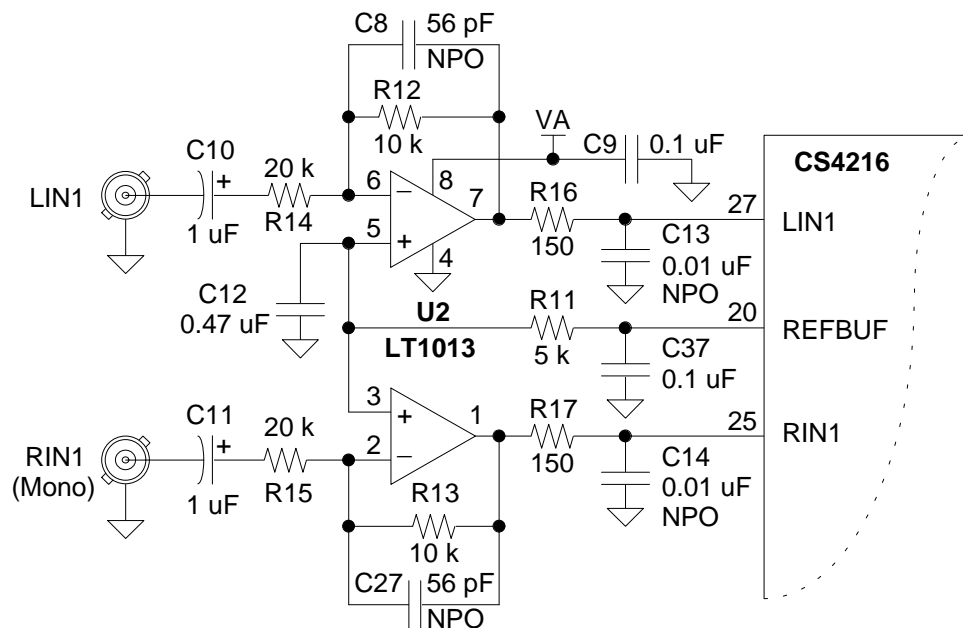 C8 56 pF
NPO
R12
10 k
VA
C9 0.1 uF
CS4216
C10
+
1 uF
20 k
R14
LIN1
6 −
5 +
8
7
4
R16
150
27
LIN1
C13
0.01 uF
NPO
C12
0.47 uF
U2
LT1013
R11
5 k
20
REFBUF
C37
0.1 uF
3 +
2 −
1
R17
150
25
RIN1
C14
0.01 uF
NPO
C11
+
1 uF
20 k
R15
RIN1
(Mono)
R13
10 k
C27 56 pF
NPO